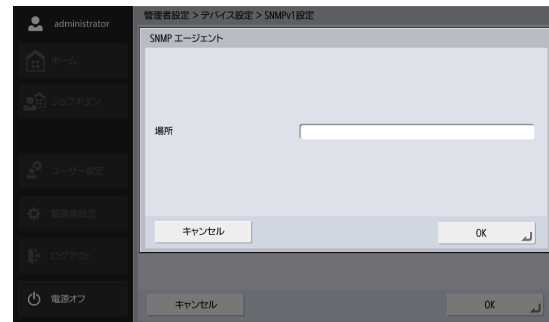 administrator
ホーム
ジョブボタン
ユーザー設定
管理者設定
ログアウト
電源オフ
管理者設定 > デバイス設定 > SNMPv1設定
SNMP エージェント
場所
キャンセル
OK
キャンセル
OK